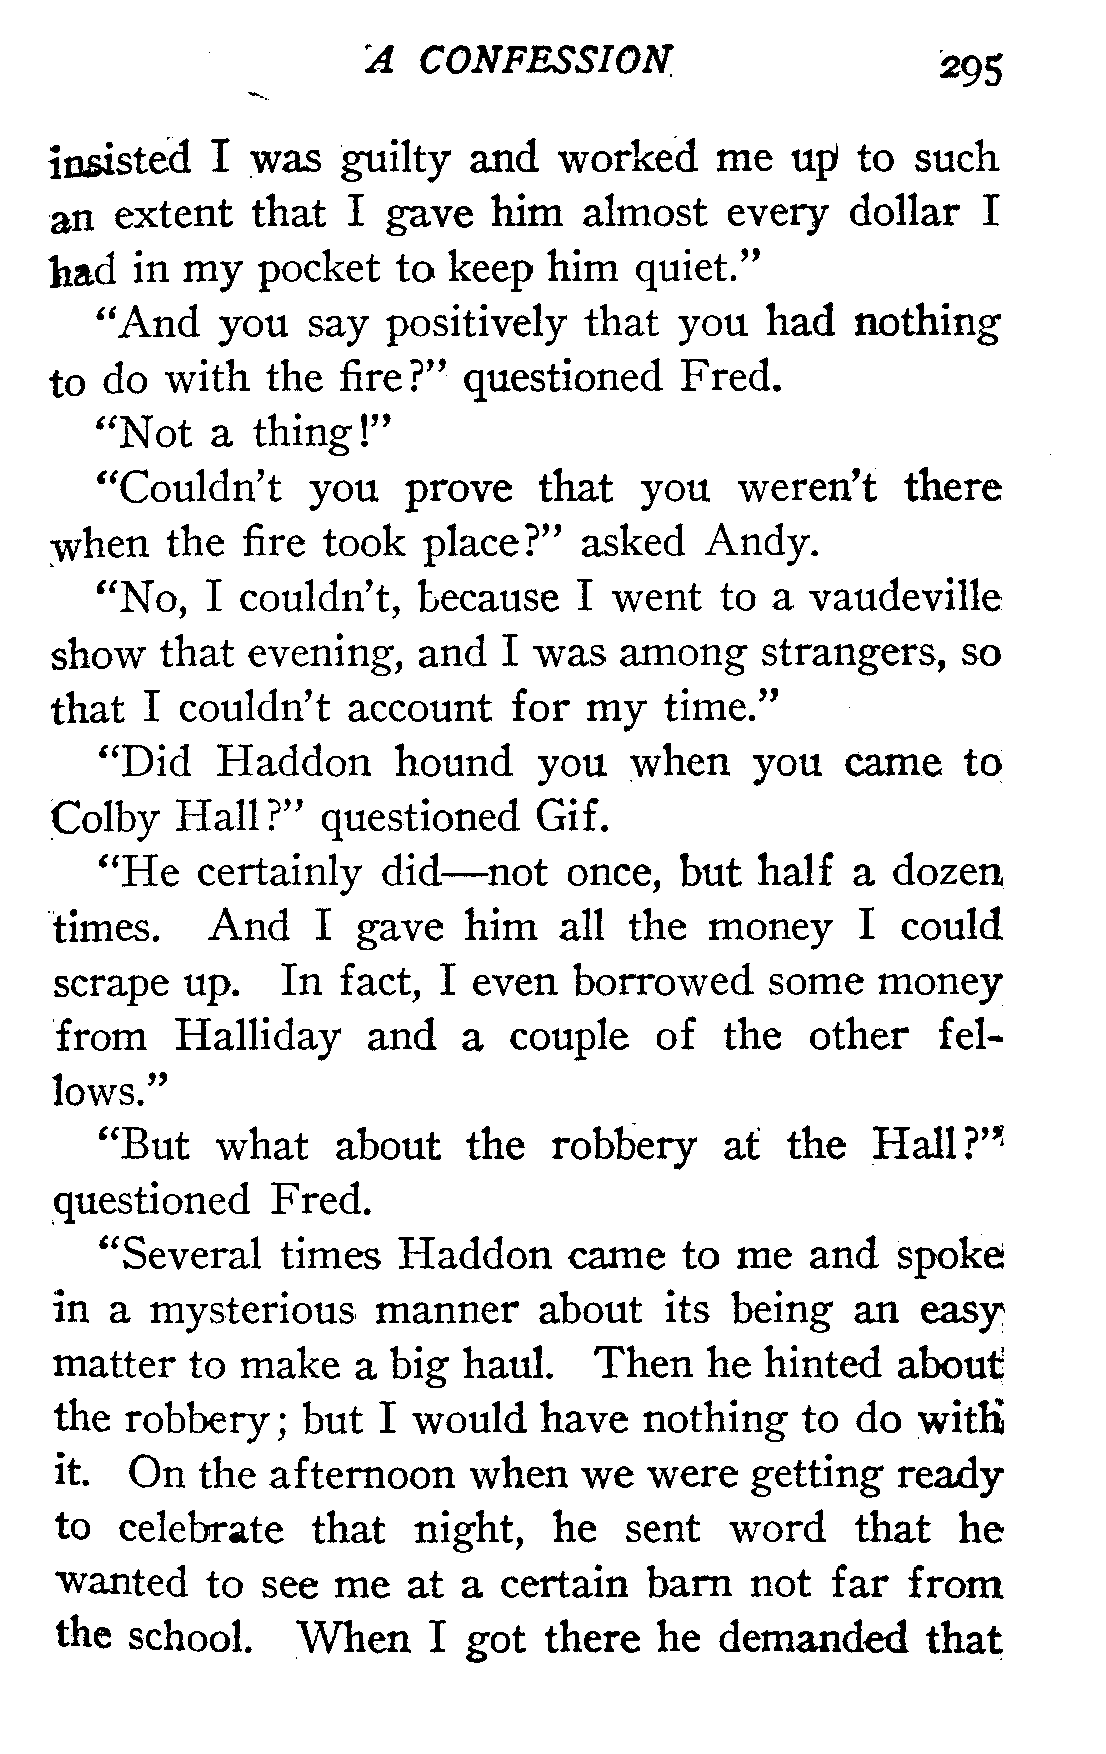 A CONFESSION 295
insisted I was guilty and worked me up to such
an extent that I gave him almost every dollar I
had in my pocket to keep him quiet."
"And you say positively that you had nothing
to do with the fire?" questioned Fred.
"Not a thing!"
"Couldn't you prove that you weren't there
when the fire took place?" asked Andy.
"No, I couldn't, because I went to a vaudeville
show that evening, and I was among strangers, so
that I couldn't account for my time."
"Did Haddon hound you when you came to
Colby Hall?" questioned Gif.
"He certainly did—not once, but half a dozen
times. And I gave him all the money I could
scrape up. In fact, I even borrowed some money
from Halliday and a couple of the other fel-
lows."
"But what about the robbery at the Hall?"
questioned Fred.
"Several times Haddon came to me and spoke
in a mysterious manner about its being an easy
matter to make a big haul. Then he hinted about
the robbery; but I would have nothing to do with
it. On the afternoon when we were getting ready
to celebrate that night, he sent word that he
wanted to see me at a certain barn not far from
the school. When I got there he demanded that